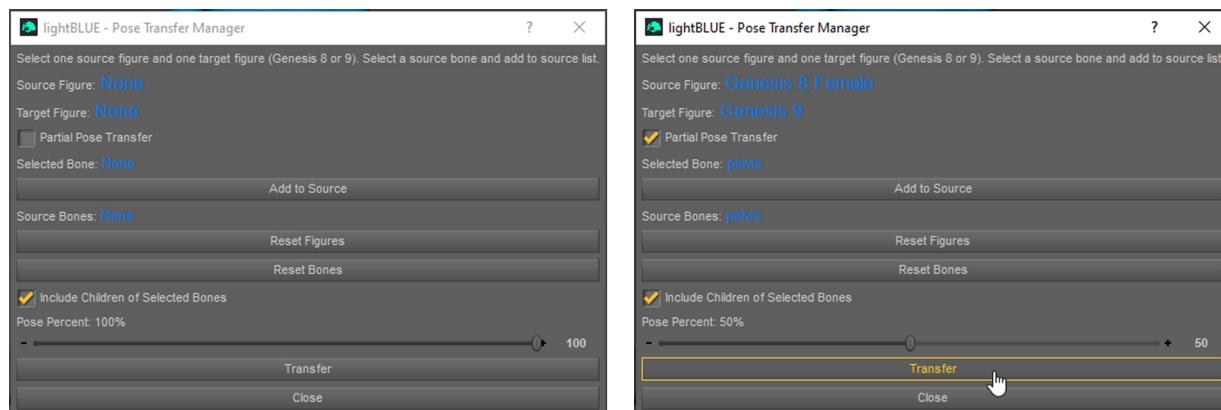 lightBLUE - Pose Transfer Manager ?
Select one source figure and one target figure (Genesis 8 or 9). Select a source bone and add to source list.
Source Figure: None
Target Figure: None
Partial Pose Transfer
Selected Bone: None
Add to Source
Source Bones: None
Reset Figures
Reset Bones
Include Children of Selected Bones
Pose Percent: 100%
- + 100
Transfer
Close
lightBLUE - Pose Transfer Manager ?
Select one source figure and one target figure (Genesis 8 or 9). Select a source bone and add to source list
Source Figure: Genesis 8 Female
Target Figure: Genesis 9
Partial Pose Transfer
Selected Bone: pelvis
Add to Source
Source Bones: pelvis
Reset Figures
Reset Bones
Include Children of Selected Bones
Pose Percent: 50%
- + 50
Transfer
Close